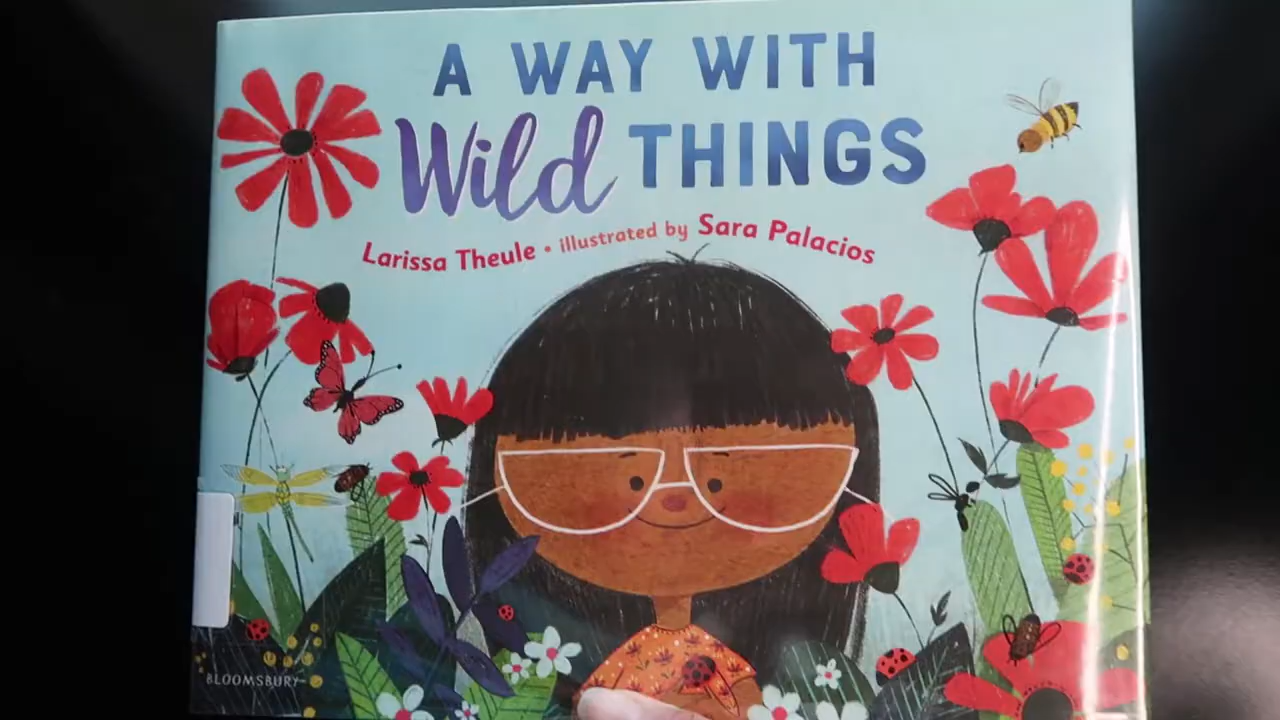 A WAY WITH
Wild THINGS
Larissa Theule • illustrated by Sara Palacios
BLOOMSBURY